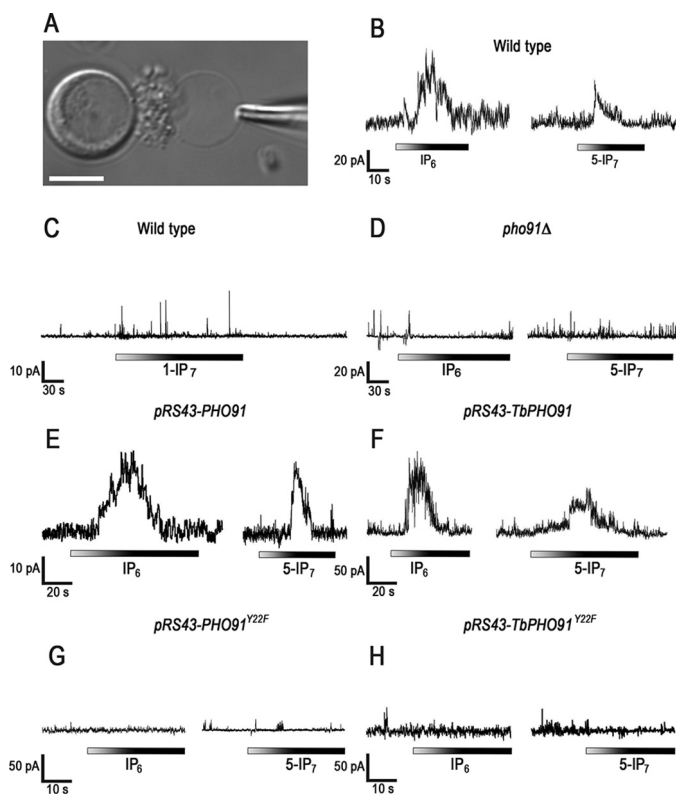 A
B
Wild type
20 pA
10 s
IP6
5-IP7
C
Wild type
10 pA
30 s
1-IP7
D
pho91Δ
20 pA
30 s
IP6
5-IP7
pRS43-PHO91
E
10 pA
20 s
IP6
5-IP7
pRS43-TbPHO91
F
50 pA
20 s
IP6
5-IP7
pRS43-PHO91Y22F
G
50 pA
10 s
IP6
5-IP7
pRS43-TbPHO91Y22F
H
50 pA
10 s
IP6
5-IP7